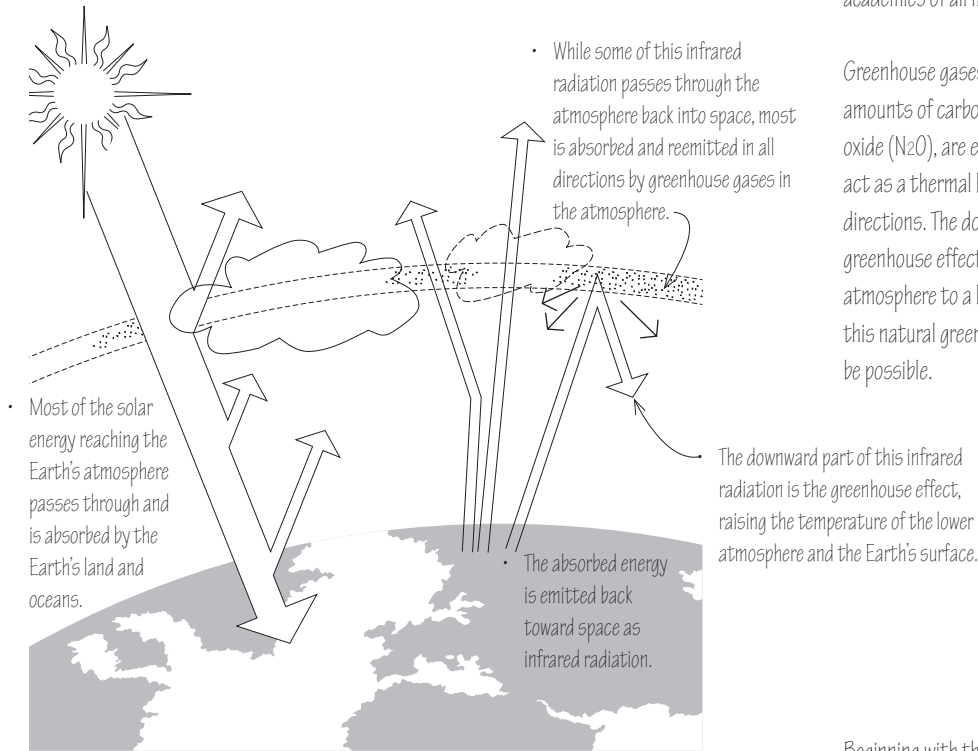 While some of this infrared
radiation passes through the
atmosphere back into space, most
is absorbed and reemitted in all
directions by greenhouse gases in
the atmosphere.
Most of the solar
energy reaching the
Earth's atmosphere
passes through and
is absorbed by the
Earth's land and
oceans.
The absorbed energy
is emitted back
toward space as
infrared radiation.
The downward part of this infrared
radiation is the greenhouse effect,
raising the temperature of the lower
atmosphere and the Earth's surface.
academies of all
Greenhouse
amounts of
oxide (N2O), are
act as a thermal
directions. The
greenhouse effect
atmosphere to a
this natural
be possible.
Beginning with